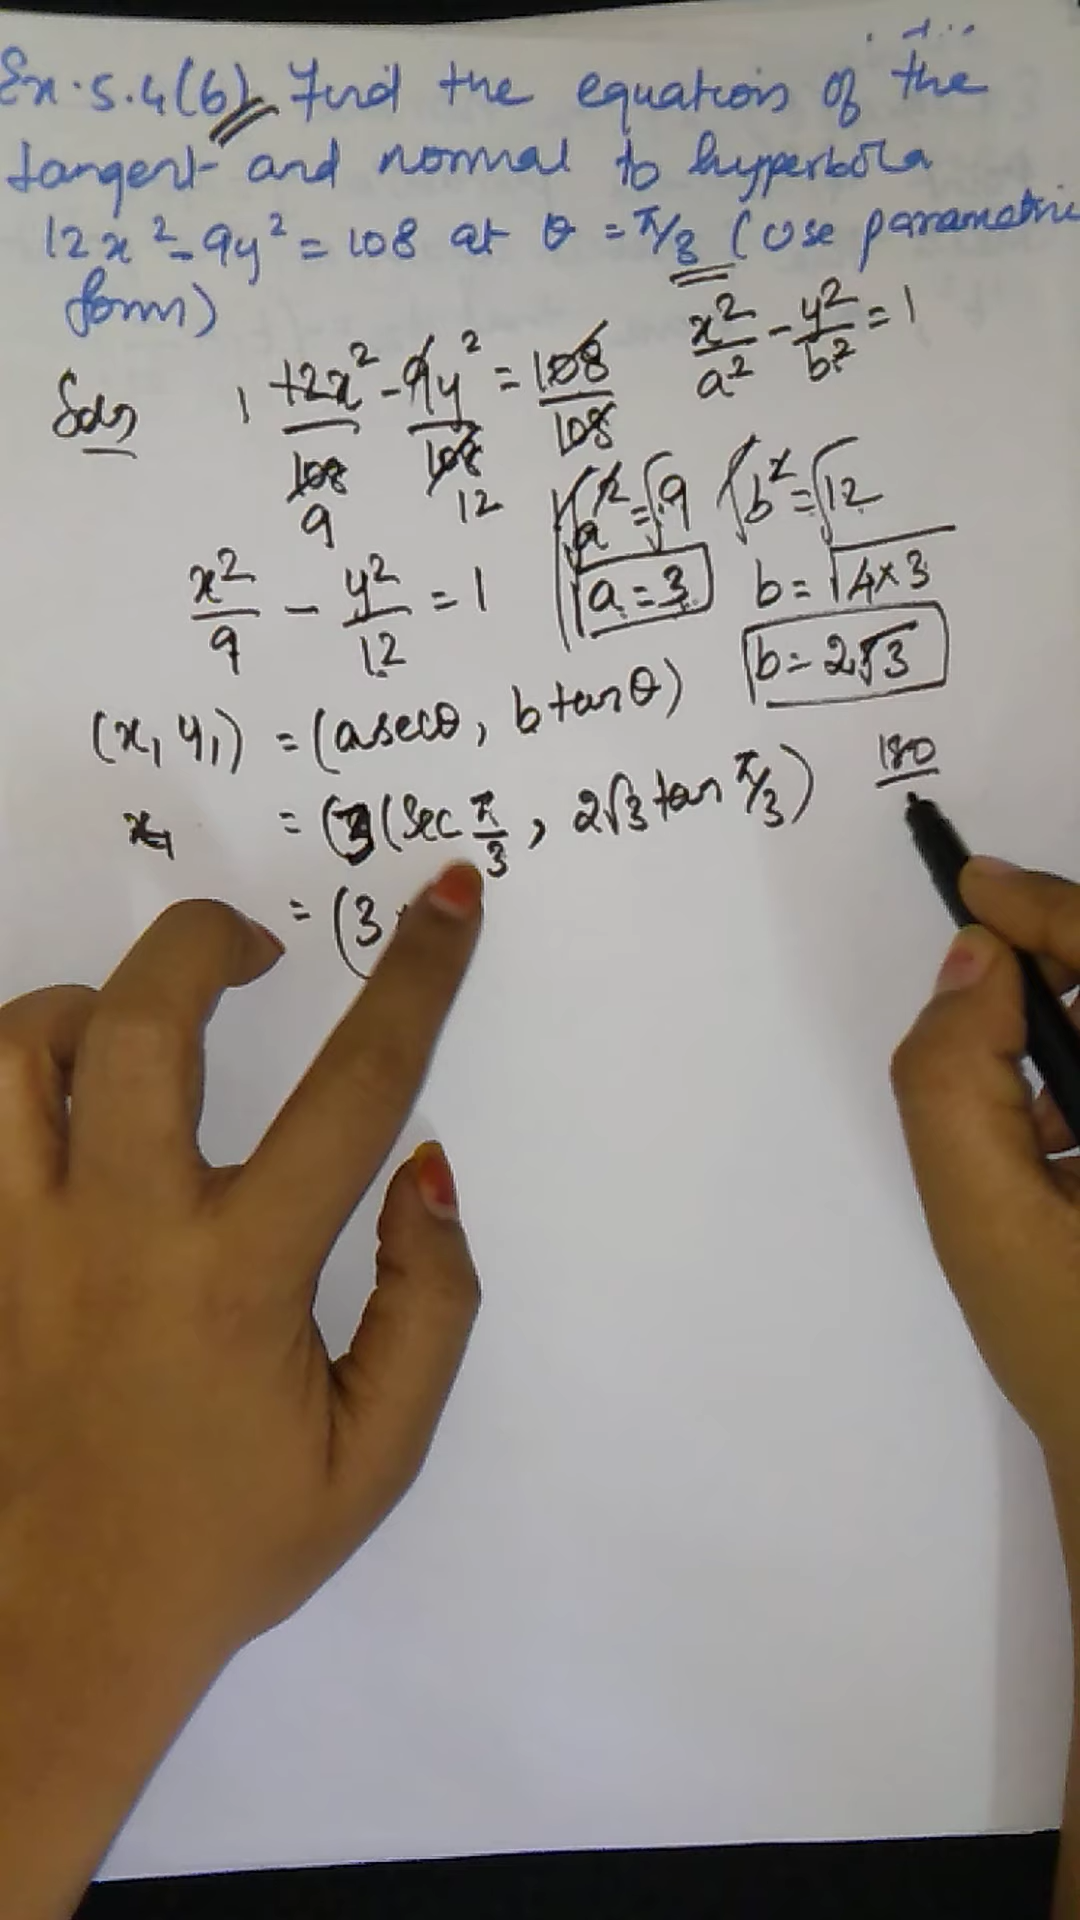 Ex.5.4(6) Find the equation of the
tangent and normal to hyperbola
12x² - 9y² = 108 at θ = π/3 (Use parametric
form)
Soln
12x²/108 - 9y²/108 = 108/108
x²/a² - y²/b² = 1
9 12
√a² = √9 √b² = √12
x²/9 - y²/12 = 1
a = 3 b = √4×3
b = 2√3
(x₁ y₁) = (a secθ, b tanθ)
x₁ = (3 (sec π/3, 2√3 tan π/3)
180
= (3